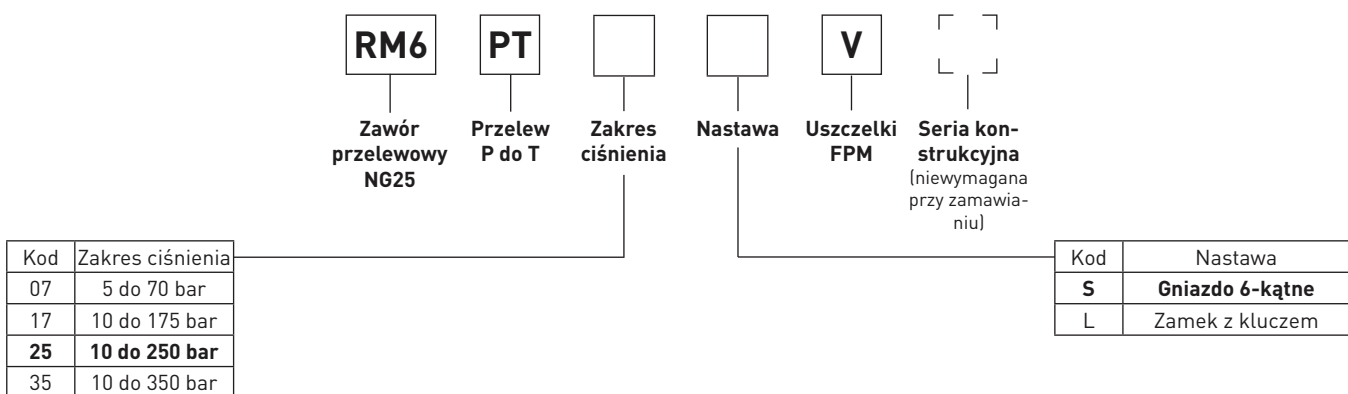 RM6 PT V
Zawór
przelewowy
NG25
Przelew
P do T
Zakres
ciśnienia
Nastawa
Uszczelki
FPM
Seria kon-
strukcyjna
(niewymagana
przy zamawia-
niu)
Kod Zakres ciśnienia
07 5 do 70 bar
17 10 do 175 bar
25 10 do 250 bar
35 10 do 350 bar
Kod Nastawa
S Gniazdo 6-kątne
L Zamek z kluczem